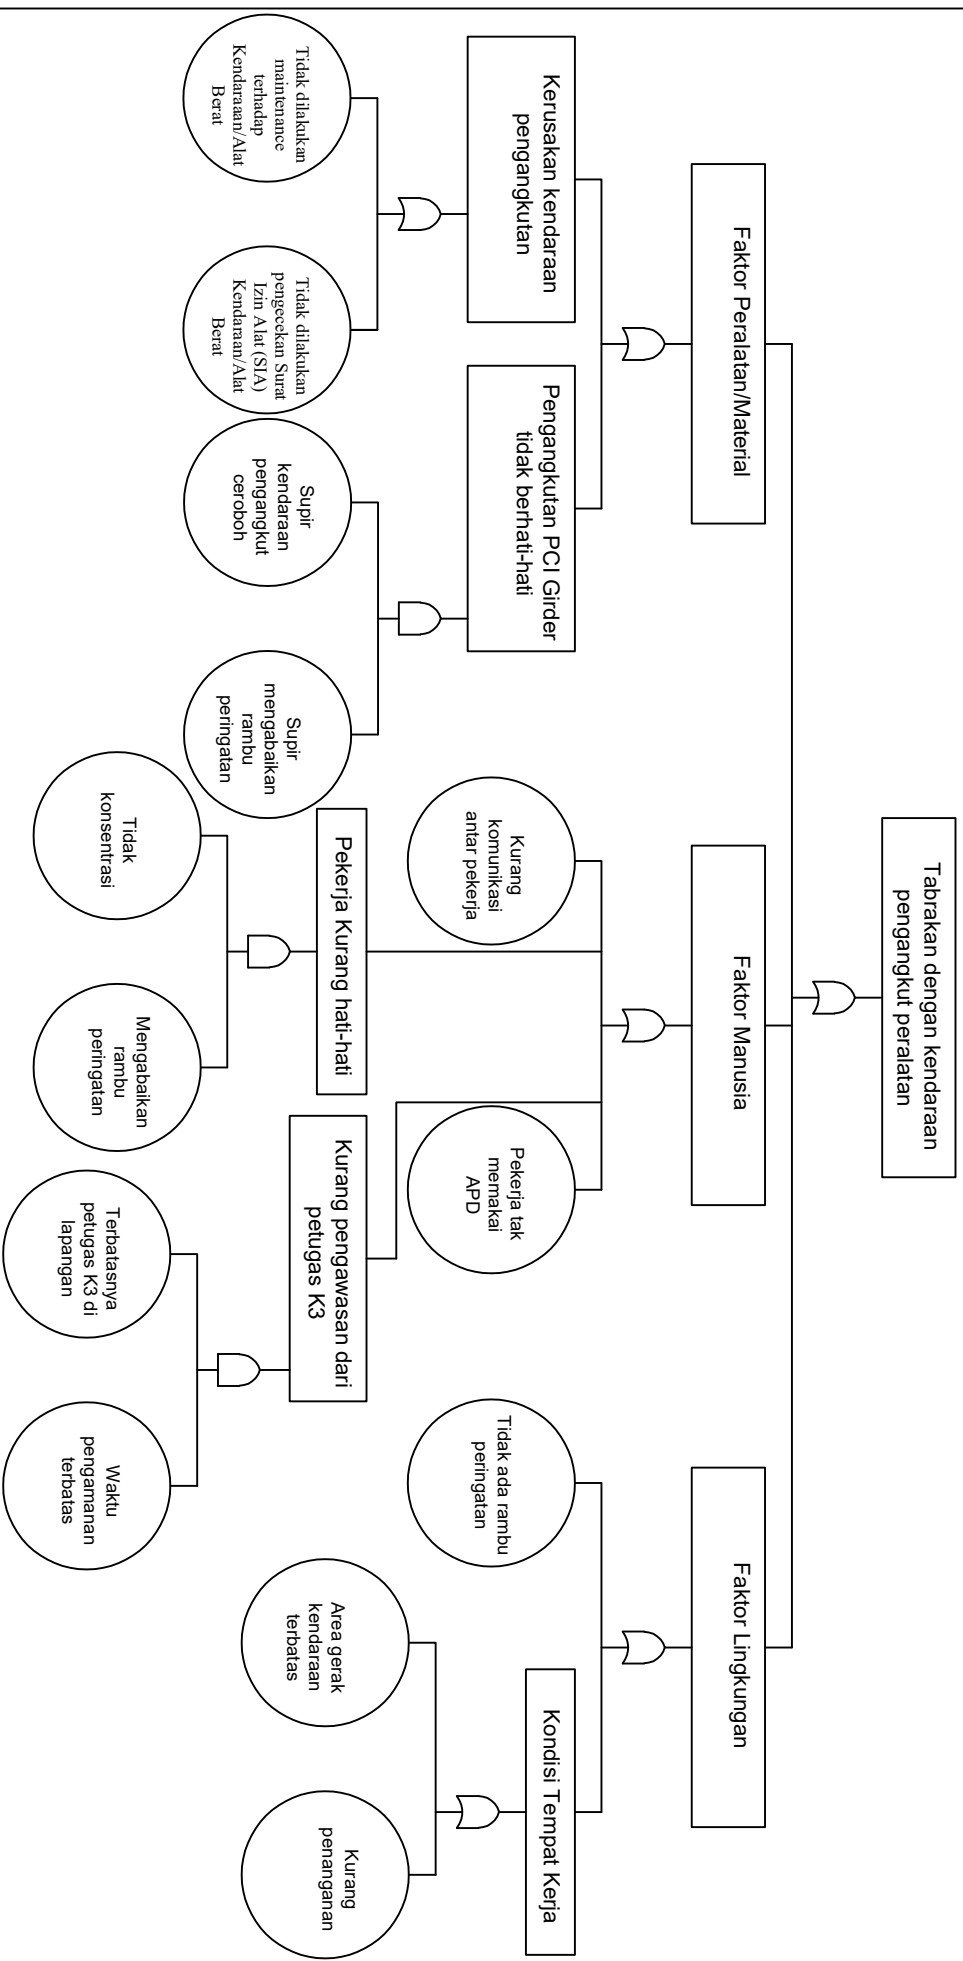 Tabrakan dengan kendaraan
pengangkut peralatan
Faktor Peralatan/Material
Faktor Manusia
Faktor Lingkungan
Kerusakan kendaraan
pengangkutan
Pengangkutan PCI Girder
tidak berhati-hati
Kurang
komunikasi
antar pekerja
Pekerja tak
memakai
APD
Tidak ada rambu
peringatan
Kondisi Tempat Kerja
Tidak dilakukan
maintenance
terhadap
Kendaraaan/Alat
Berat
Tidak dilakukan
pengecekan Surat
Izin Alat (SIA)
Kendaraan/Alat
Berat
Supir
kendaraan
pengangkut
ceroboh
Supir
mengabaikan
rambu
peringatan
Pekerja Kurang hati-hati
Kurang pengawasan dari
petugas K3
Area gerak
kendaraan
terbatas
Kurang
penanganan
Tidak
konsentrasi
Mengabaikan
rambu
peringatan
Terbatasnya
petugas K3 di
lapangan
Waktu
pengamanan
terbatas